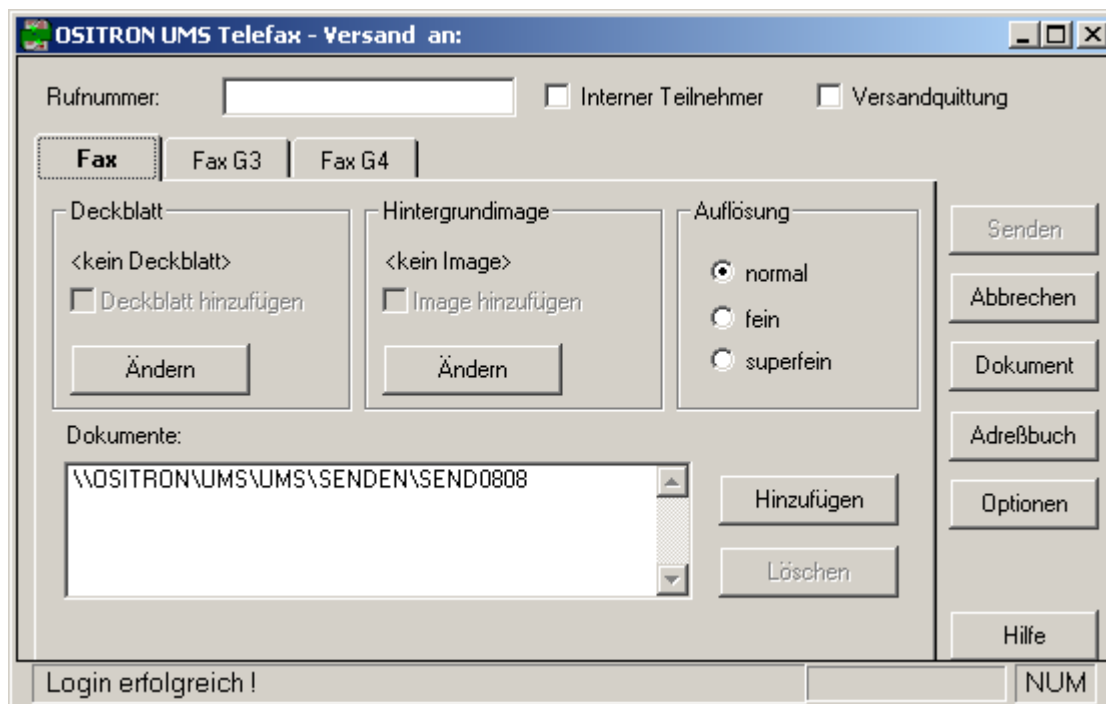 OSITRON UMS Telefax - Versand an:
Rufnummer:
Interner Teilnehmer
Versandquittung
Fax
Fax G3
Fax G4
Deckblatt
<kein Deckblatt>
Deckblatt hinzufügen
Ändern
Hintergrundimage
<kein Image>
Image hinzufügen
Ändern
Auflösung
normal
fein
superfein
Dokumente:
\\OSITRON\UMS\UMS\SENDEN\SEND0808
Hinzufügen
Löschen
Senden
Abbrechen
Dokument
Adreßbuch
Optionen
Hilfe
Login erfolgreich !
NUM